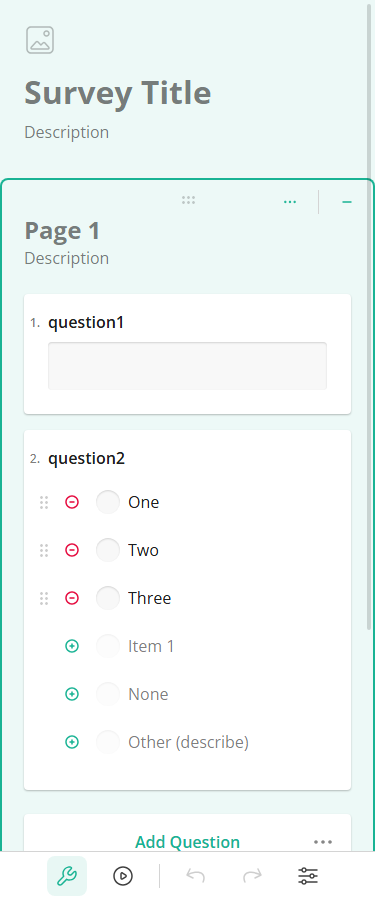 Survey Title
Description
Page 1
Description
1. question1
2. question2
One
Two
Three
Item 1
None
Other (describe)
Add Question